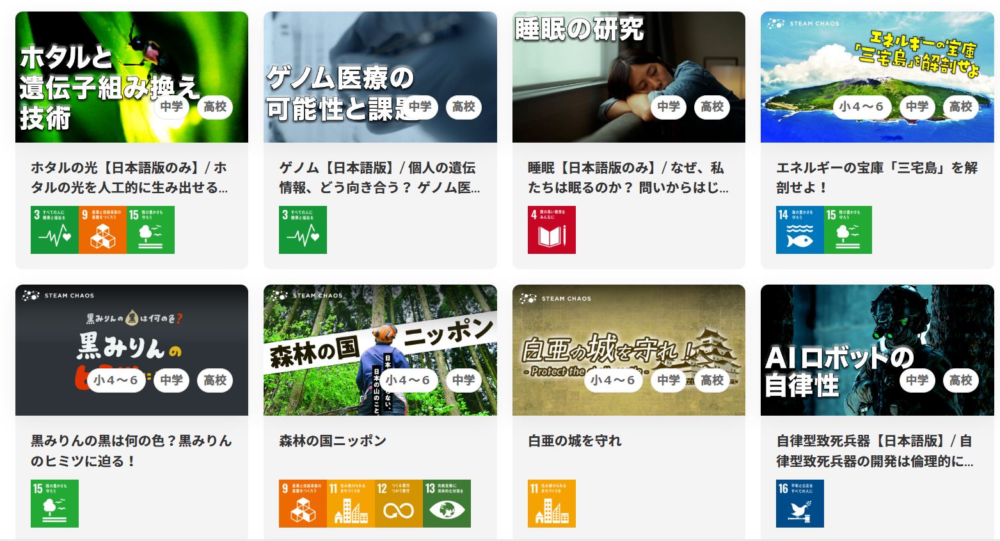 ホタルと
遺伝子組み換え
技術
中学
高校
ホタルの光【日本語版のみ】/ ホ
タルの光を人工的に生み出せる...
3 すべての人に
健康と福祉を
9 産業と技術革新の
基盤をつくろう
15 陸の豊かさも
守ろう
ゲノム医療の
可能性と課題
中学
高校
ゲノム【日本語版】/ 個人の遺伝
情報、どう向き合う？ ゲノム医...
3 すべての人に
健康と福祉を
睡眠の研究
中学
高校
睡眠【日本語版のみ】/ なぜ、私
たちは眠るのか？ 問いからはじ...
4 質の高い教育を
みんなに
STEAM CHAOS
エネルギーの宝庫
「三宅島」を解剖せよ
小４～６
中学
高校
エネルギーの宝庫「三宅島」を解
剖せよ！
14 海の豊かさを
守ろう
15 陸の豊かさも
守ろう
STEAM CHAOS
黒みりんの黒は何の色?
黒みりんの
小４～６
中学
高校
黒みりんの黒は何の色？黒みりん
のヒミツに迫る！
15 陸の豊かさも
守ろう
STEAM CHAOS
森林の国 ニッポン
日本の山のこと。
小４～６
中学
森林の国ニッポン
9 産業と技術革新の
基盤をつくろう
11 住み続けられる
まちづくりを
12 つくる責任
つかう責任
13 気候変動に
具体的な対策を
STEAM CHAOS
白亜の城を守れ！
- Protect the
小４～６
中学
高校
白亜の城を守れ
11 住み続けられる
まちづくりを
AIロボットの
自律性
中学
高校
自律型致死兵器【日本語版】/ 自
律型致死兵器の開発は倫理的に...
16 平和と公正を
すべての人に